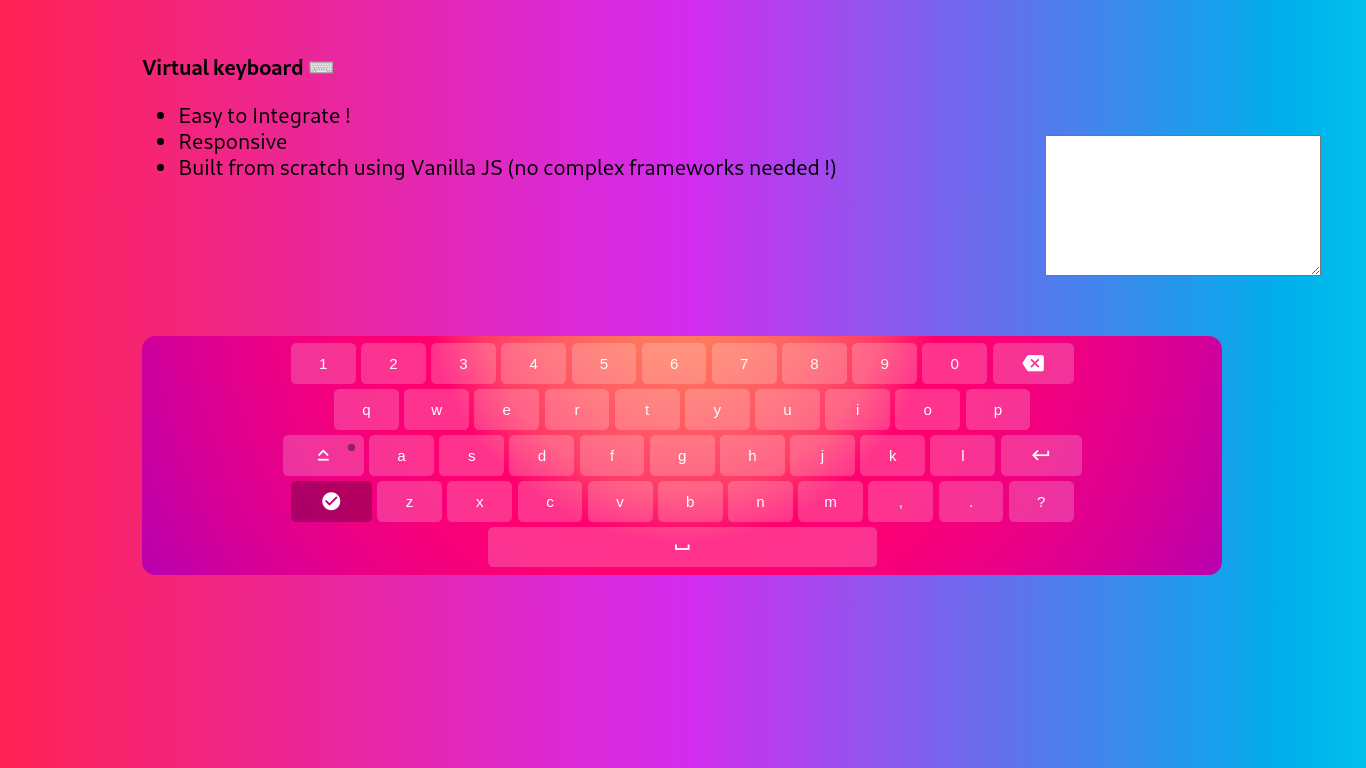 Virtual keyboard ⌨
Easy to Integrate !
Responsive
Built from scratch using Vanilla JS (no complex frameworks needed !)
1 2 3 4 5 6 7 8 9 0
q w e r t y u i o p
a s d f g h j k l
z x c v b n m , . ?